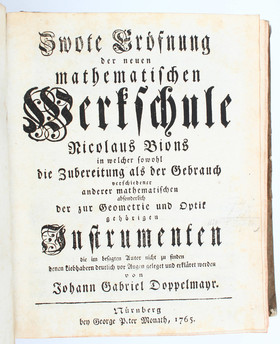 Zwote Eröfnung
der neuen
mathematischen
Werkschule
Nicolaus Bions
in welcher sowohl
die Zubereitung als der Gebrauch
verschiedener
anderer mathematischen
absonderlich
der zur Geometrie und Optik
gehörigen
Instrumenten
die im besagten Autor nicht zu finden
denen Liebhabern deutlich vor Augen geleget und erkläret werden
von
Johann Gabriel Doppelmayr.
Nürnberg
bey George Peter Monath, 1765.